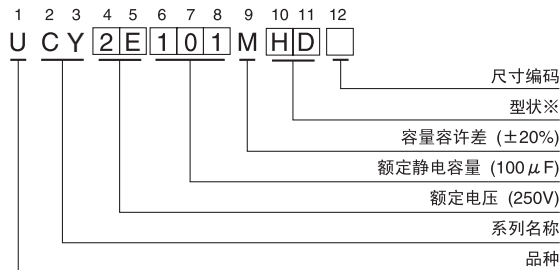 1 2 3 4 5 6 7 8 9 10 11 12
U C Y 2 E 1 0 1 M H D □
尺寸编码
型状※
容量容许差 (±20%)
额定静电容量 (100μF)
额定电压 (250V)
系列名称
品种